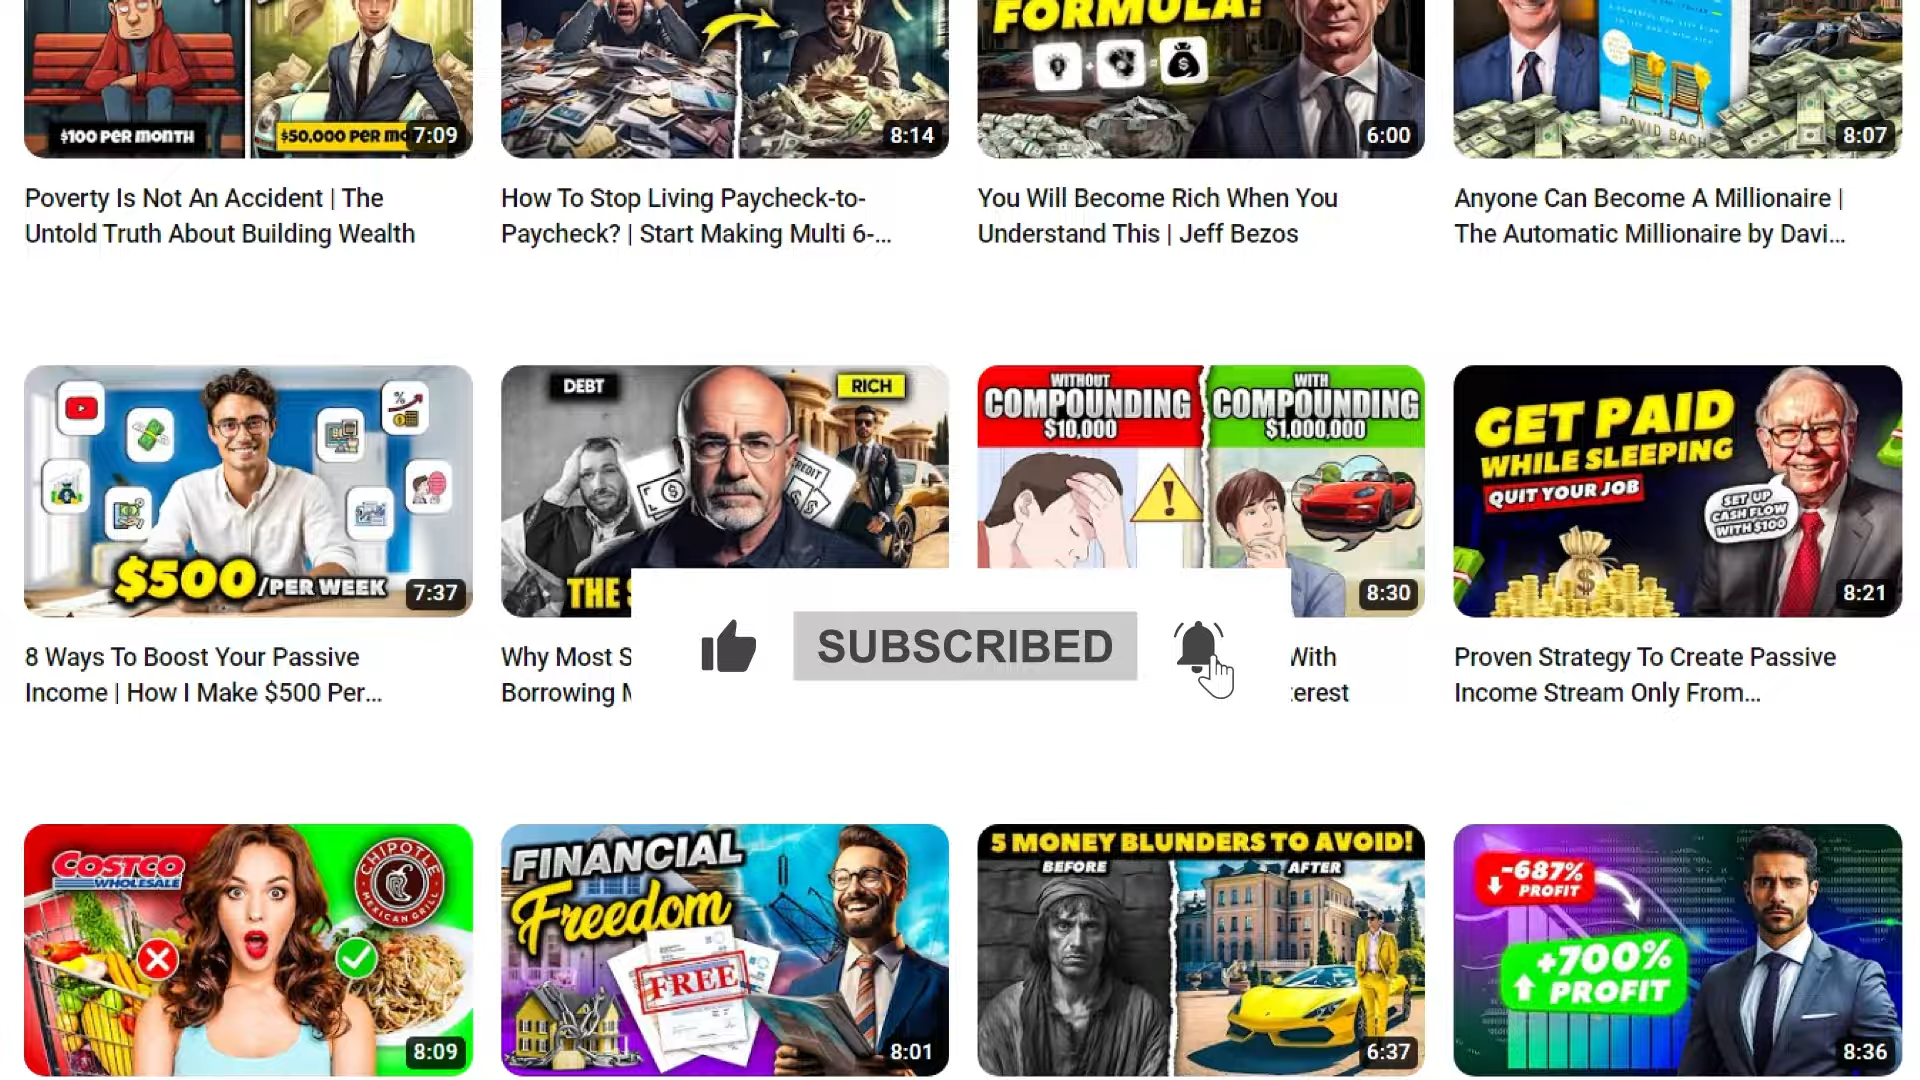 FORMULA!
DAVID BACH
$100 PER MONTH
$50,000 PER MO
7:09
8:14
6:00
8:07
Poverty Is Not An Accident | The
Untold Truth About Building Wealth
How To Stop Living Paycheck-to-
Paycheck? | Start Making Multi 6-...
You Will Become Rich When You
Understand This | Jeff Bezos
Anyone Can Become A Millionaire |
The Automatic Millionaire by Davi...
$500/PER WEEK
7:37
DEBT
RICH
CREDIT
THE
WITHOUT
COMPOUNDING
$10,000
WITH
COMPOUNDING
$1,000,000
8:30
GET PAID
WHILE SLEEPING
QUIT YOUR JOB
SET UP
CASH FLOW
WITH $100
8:21
8 Ways To Boost Your Passive
Income | How I Make $500 Per...
Why Most
Borrowing
SUBSCRIBED
With
erest
Proven Strategy To Create Passive
Income Stream Only From...
COSTCO
WHOLESALE
CHIPOTLE
MEXICAN GRILL
8:09
FINANCIAL
Freedom
FREE
8:01
5 MONEY BLUNDERS TO AVOID!
BEFORE
AFTER
6:37
-687%
PROFIT
+700%
PROFIT
8:36